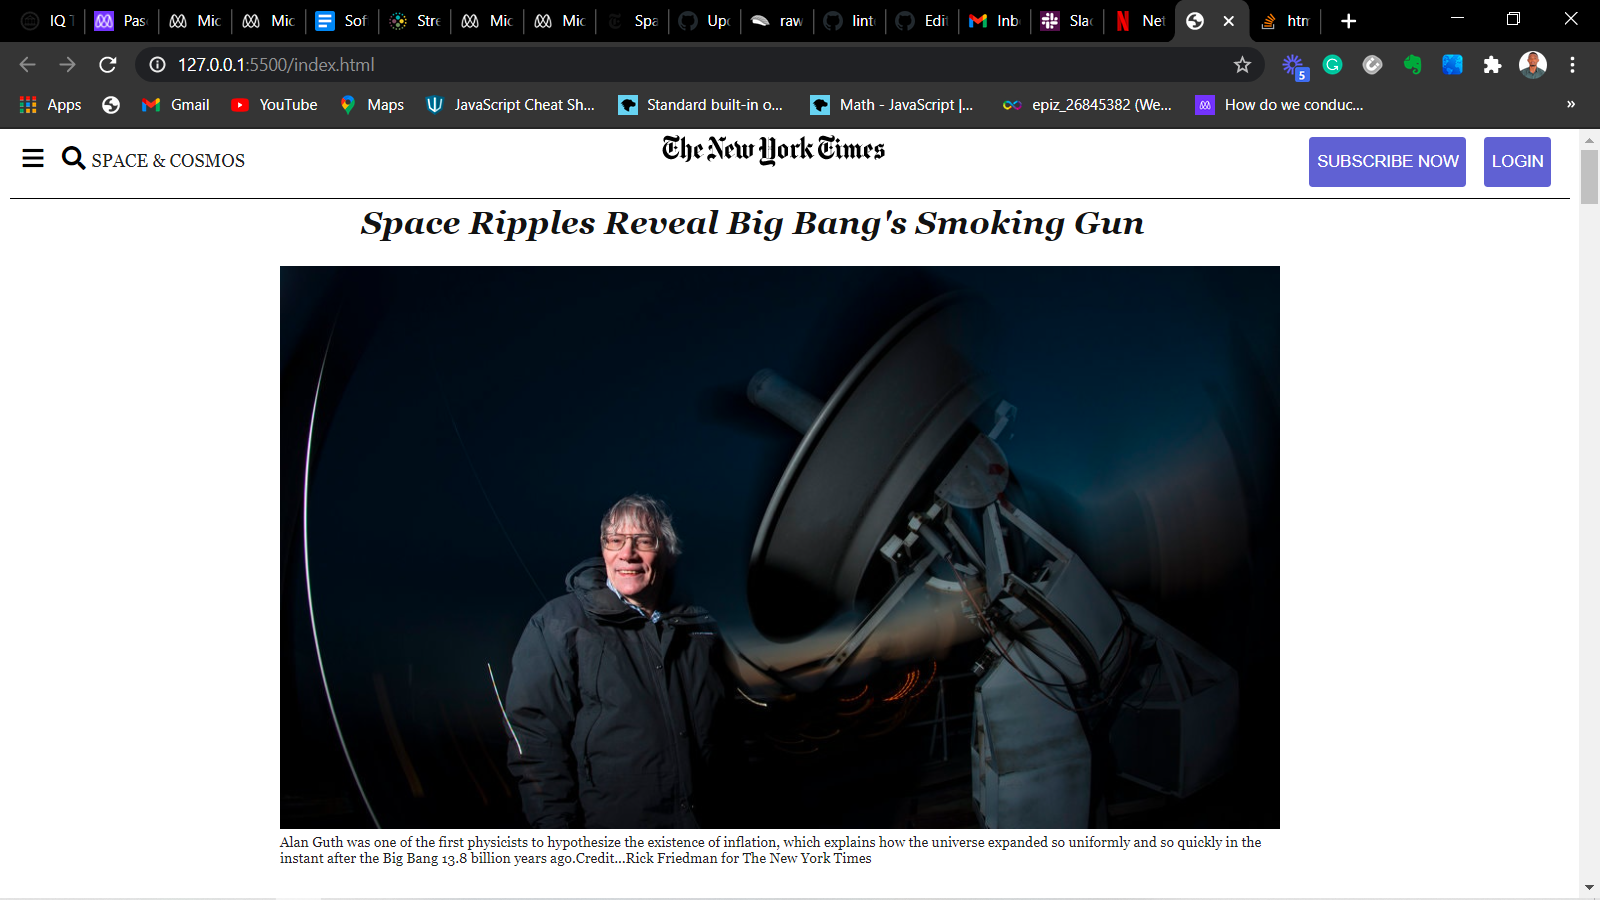 IQ T Pas Mic Mic Sof Stre Mic Mic Spa Upd raw linte Edit Inb Slac Net htm
127.0.0.1:5500/index.html
5
Apps Gmail YouTube Maps JavaScript Cheat Sh... Standard built-in o... Math - JavaScript |... epiz_26845382 (We... How do we conduc... »
SPACE & COSMOS The New York Times SUBSCRIBE NOW LOGIN
Space Ripples Reveal Big Bang's Smoking Gun
Alan Guth was one of the first physicists to hypothesize the existence of inflation, which explains how the universe expanded so uniformly and so quickly in the
instant after the Big Bang 13.8 billion years ago.Credit...Rick Friedman for The New York Times